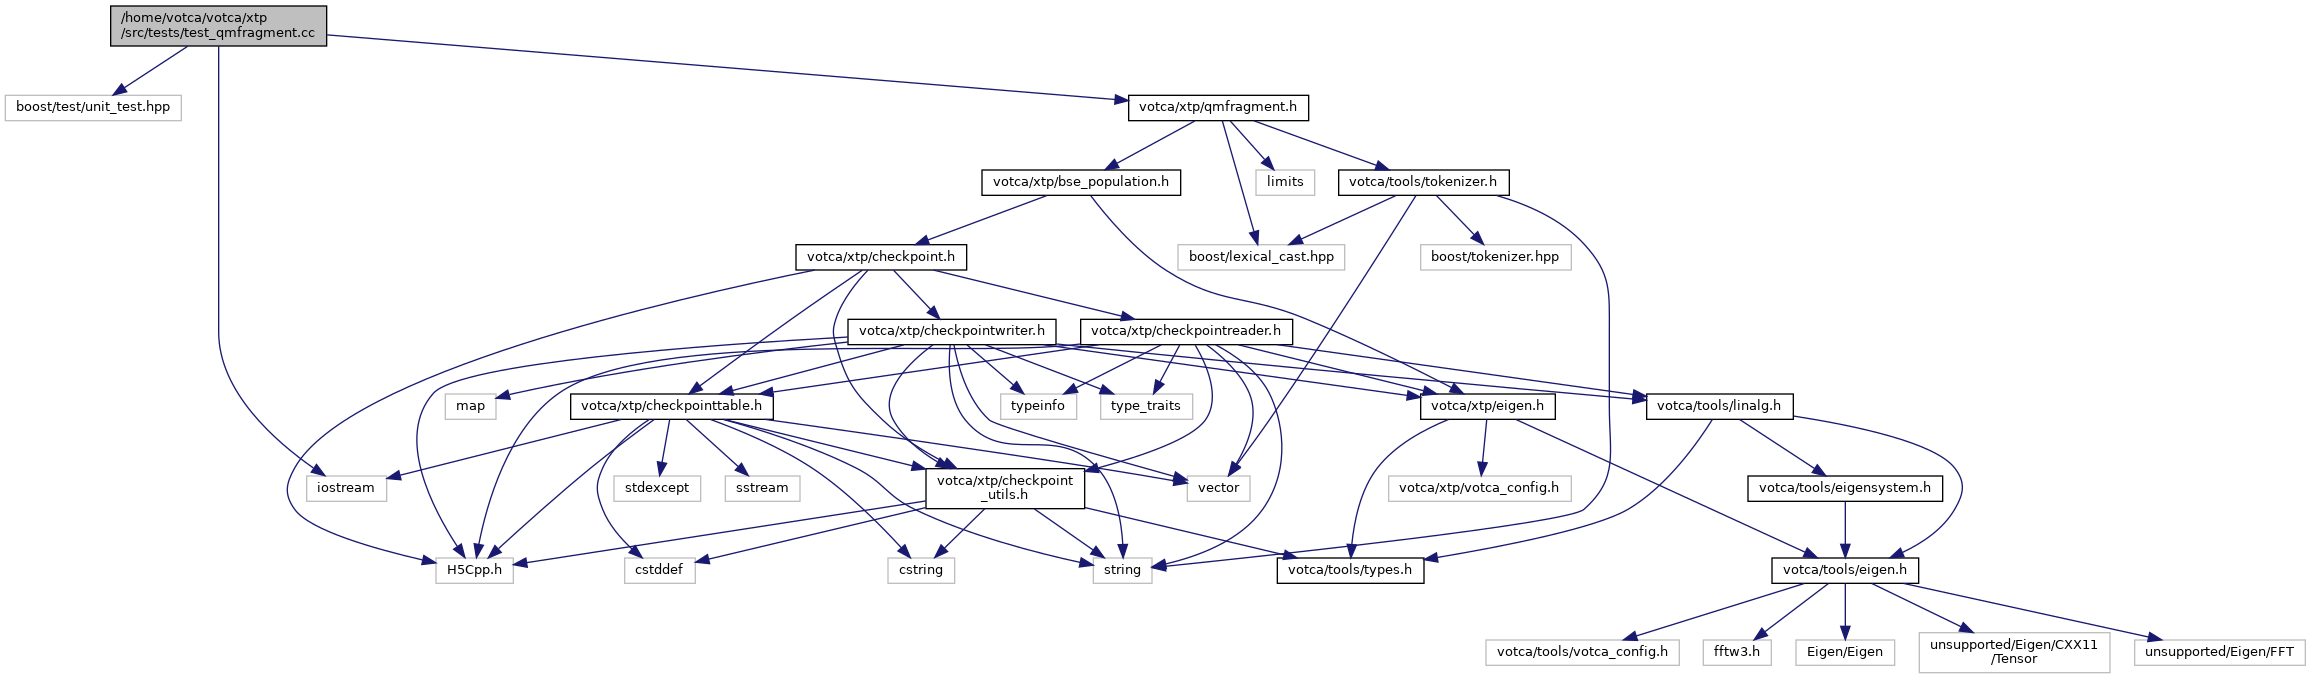 /home/votca/votca/xtp
/src/tests/test_qmfragment.cc
boost/test/unit_test.hpp
votca/xtp/qmfragment.h
votca/xtp/bse_population.h
limits
votca/tools/tokenizer.h
votca/xtp/checkpoint.h
boost/lexical_cast.hpp
boost/tokenizer.hpp
votca/xtp/checkpointwriter.h
votca/xtp/checkpointreader.h
map
votca/xtp/checkpointtable.h
typeinfo
type_traits
votca/xtp/eigen.h
votca/tools/linalg.h
iostream
stdexcept
sstream
votca/xtp/checkpoint
_utils.h
vector
votca/xtp/votca_config.h
votca/tools/eigensystem.h
H5Cpp.h
cstddef
cstring
string
votca/tools/types.h
votca/tools/eigen.h
votca/tools/votca_config.h
fftw3.h
Eigen/Eigen
unsupported/Eigen/CXX11
/Tensor
unsupported/Eigen/FFT